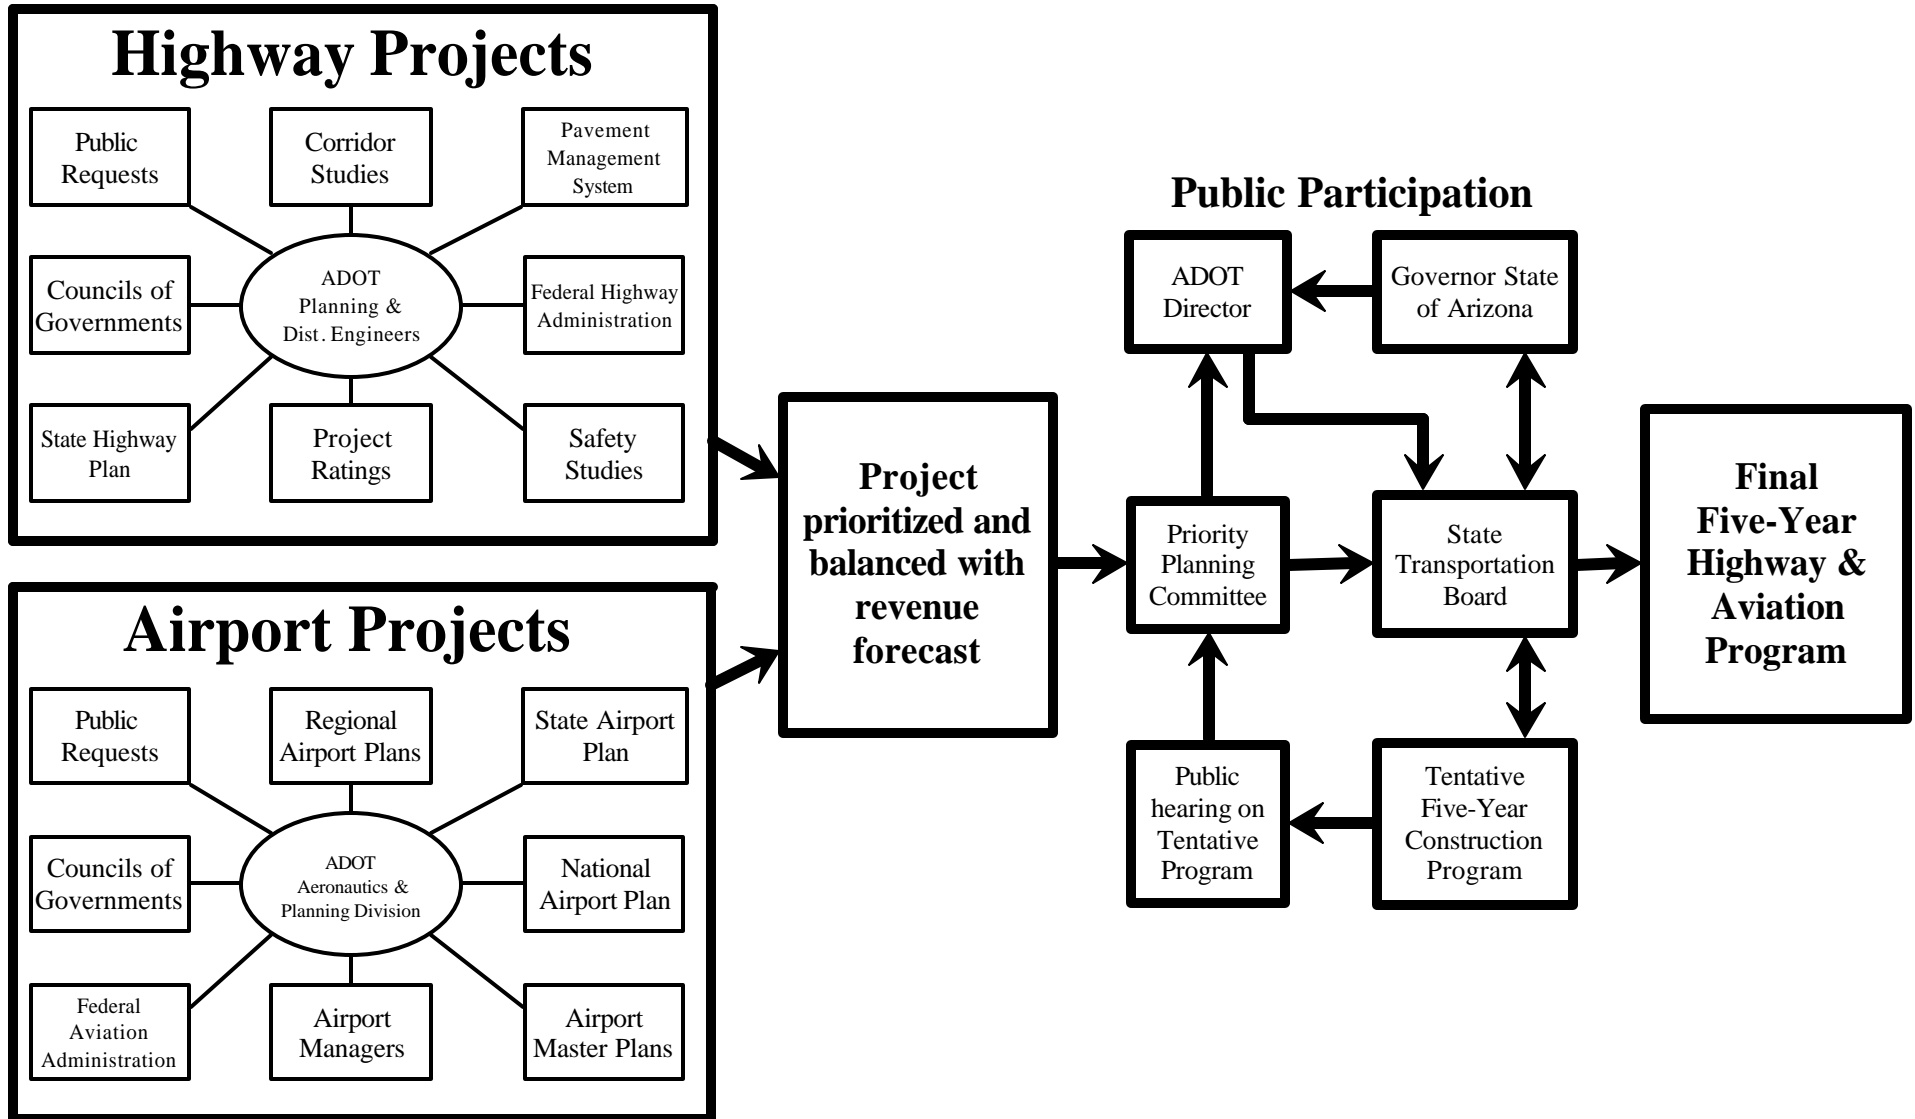 Highway Projects
Public
Requests
Corridor
Studies
Pavement
Management
System
Councils of
Governments
ADOT
Planning &
Dist. Engineers
Federal Highway
Administration
State Highway
Plan
Project
Ratings
Safety
Studies
Airport Projects
Public
Requests
Regional
Airport Plans
State Airport
Plan
Councils of
Governments
ADOT
Aeronautics &
Planning Division
National
Airport Plan
Federal
Aviation
Administration
Airport
Managers
Airport
Master Plans
Project
prioritized and
balanced with
revenue
forecast
Public Participation
ADOT
Director
Governor State
of Arizona
Priority
Planning
Committee
State
Transportation
Board
Public
hearing on
Tentative
Program
Tentative
Five-Year
Construction
Program
Final
Five-Year
Highway &
Aviation
Program